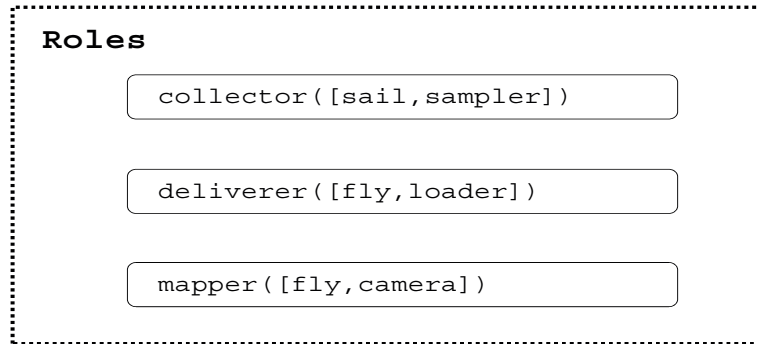 Roles
collector([sail,sampler])
deliverer([fly,loader])
mapper([fly,camera])